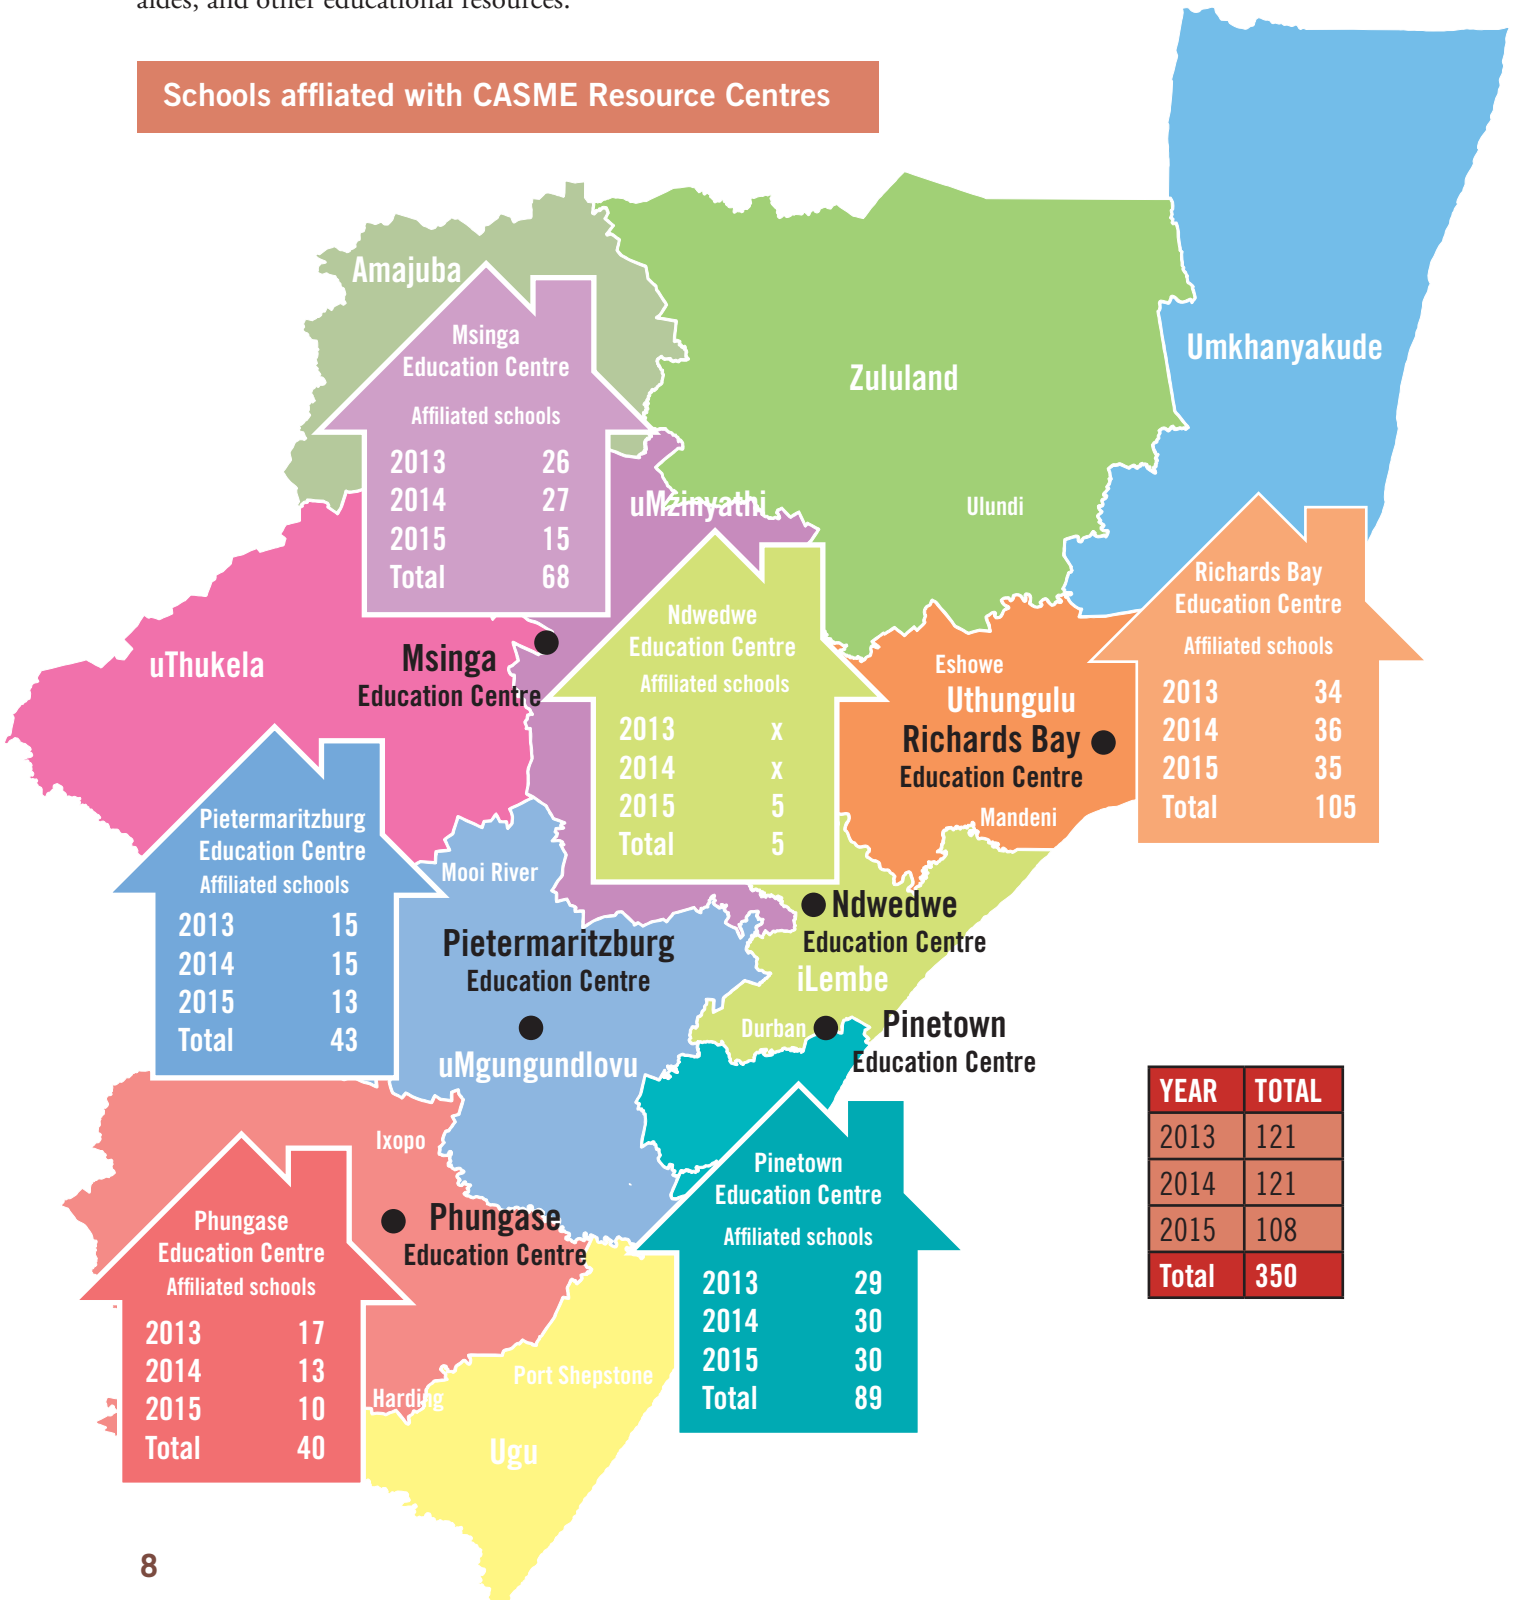 aides, and other educational resources.
Schools affliated with CASME Resource Centres
Amajuba
Msinga
Education Centre
Affiliated schools
2013 26
2014 27
2015 15
Total 68
Zululand
Umkhanyakude
uMzinyathi
Ulundi
Ndwedwe
Education Centre
Affiliated schools
2013 x
2014 x
2015 5
Total 5
Richards Bay
Education Centre
Affiliated schools
2013 34
2014 36
2015 35
Total 105
uThukela
Msinga
Education Centre
Eshowe
Uthungulu
Richards Bay
Education Centre
Mandeni
Pietermaritzburg
Education Centre
Affiliated schools
2013 15
2014 15
2015 13
Total 43
Mooi River
Pietermaritzburg
Education Centre
uMgungundlovu
Ndwedwe
Education Centre
iLembe
Durban
Pinetown
Education Centre
YEAR TOTAL
2013 121
2014 121
2015 108
Total 350
Ixopo
Phungase
Education Centre
Phungase
Education Centre
Affiliated schools
2013 17
2014 13
2015 10
Total 40
Pinetown
Education Centre
Affiliated schools
2013 29
2014 30
2015 30
Total 89
Port Shepstone
Harding
Ugu
8